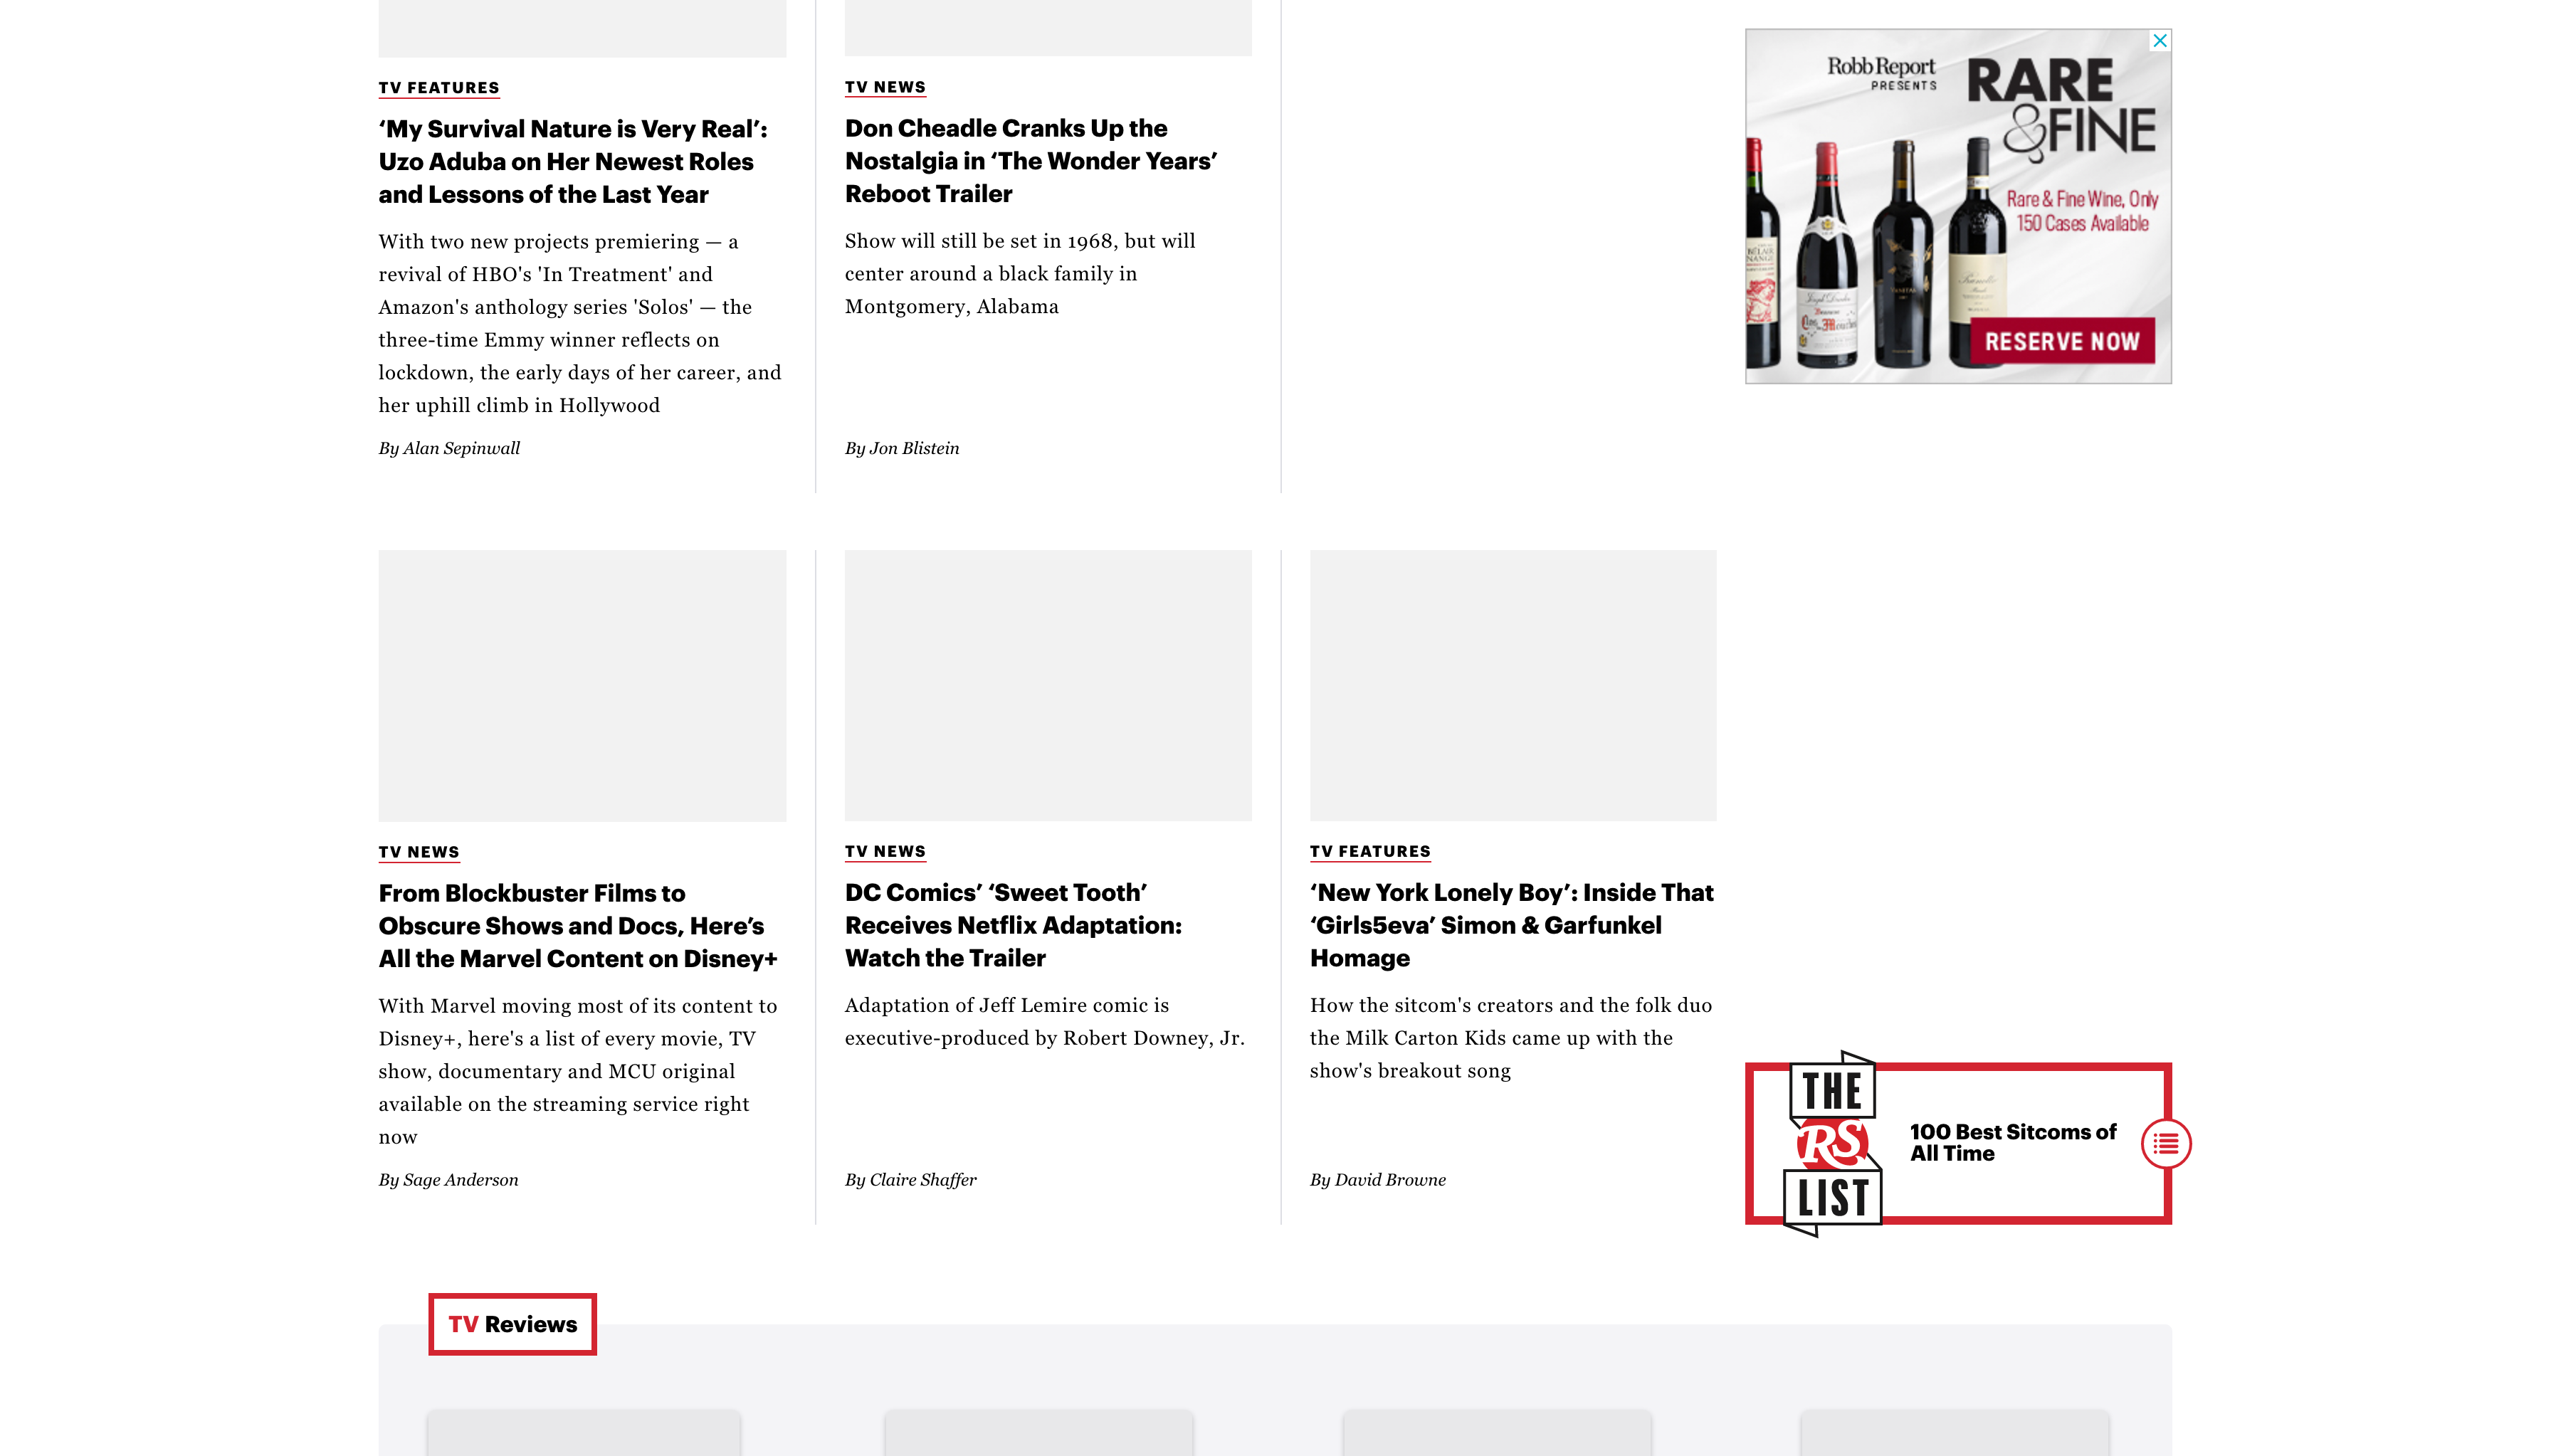 TV FEATURES
‘My Survival Nature is Very Real’:
Uzo Aduba on Her Newest Roles
and Lessons of the Last Year
With two new projects premiering — a
revival of HBO's 'In Treatment' and
Amazon's anthology series 'Solos' — the
three-time Emmy winner reflects on
lockdown, the early days of her career, and
her uphill climb in Hollywood
By Alan Sepinwall
TV NEWS
Don Cheadle Cranks Up the
Nostalgia in ‘The Wonder Years’
Reboot Trailer
Show will still be set in 1968, but will
center around a black family in
Montgomery, Alabama
By Jon Blistein
Robb Report
PRESENTS
RARE
&FINE
Rare & Fine Wine, Only
150 Cases Available
RESERVE NOW
TV NEWS
From Blockbuster Films to
Obscure Shows and Docs, Here’s
All the Marvel Content on Disney+
With Marvel moving most of its content to
Disney+, here's a list of every movie, TV
show, documentary and MCU original
available on the streaming service right
now
By Sage Anderson
TV NEWS
DC Comics’ ‘Sweet Tooth’
Receives Netflix Adaptation:
Watch the Trailer
Adaptation of Jeff Lemire comic is
executive-produced by Robert Downey, Jr.
By Claire Shaffer
TV FEATURES
‘New York Lonely Boy’: Inside That
‘Girls5eva’ Simon & Garfunkel
Homage
How the sitcom's creators and the folk duo
the Milk Carton Kids came up with the
show's breakout song
By David Browne
THE
RS
LIST
100 Best Sitcoms of
All Time
TV Reviews